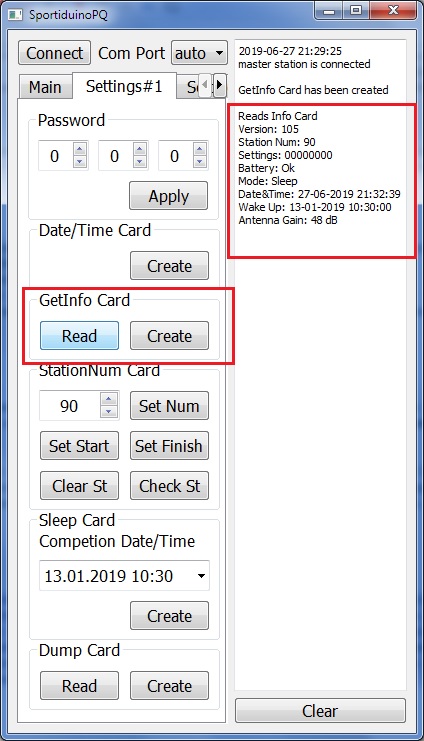 SportiduinoPQ
Connect Com Port auto
Main Settings#1
Password
0 0 0
Apply
Date/Time Card
Create
GetInfo Card
Read Create
StationNum Card
90 Set Num
Set Start Set Finish
Clear St Check St
Sleep Card
Competion Date/Time
13.01.2019 10:30
Create
Dump Card
Read Create
2019-06-27 21:29:25
master station is connected
GetInfo Card has been created
Reads Info Card
Version: 105
Station Num: 90
Settings: 00000000
Battery: Ok
Mode: Sleep
Date&Time: 27-06-2019 21:32:39
Wake Up: 13-01-2019 10:30:00
Antenna Gain: 48 dB
Clear